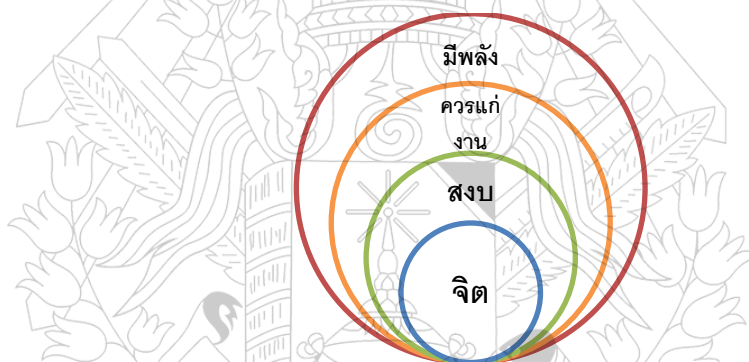 มีพลัง
ควรแก่
งาน
สงบ
จิต